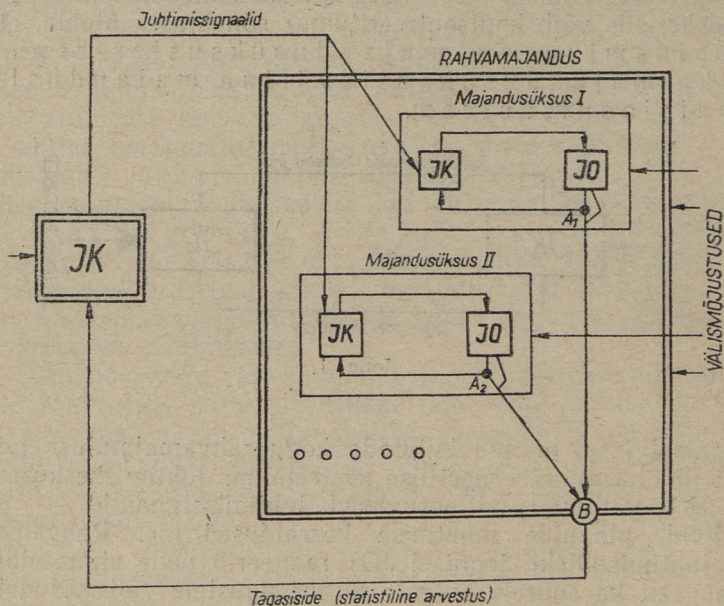 Juhtimissignaalid
RAHVAMAJANDUS
Majandusüksus I
JK
JO
A₁
JK
Majandusüksus II
JK
JO
A₂
VÄLISMÕJUSTUSED
B
Tagasiside (statistiline arvestus)